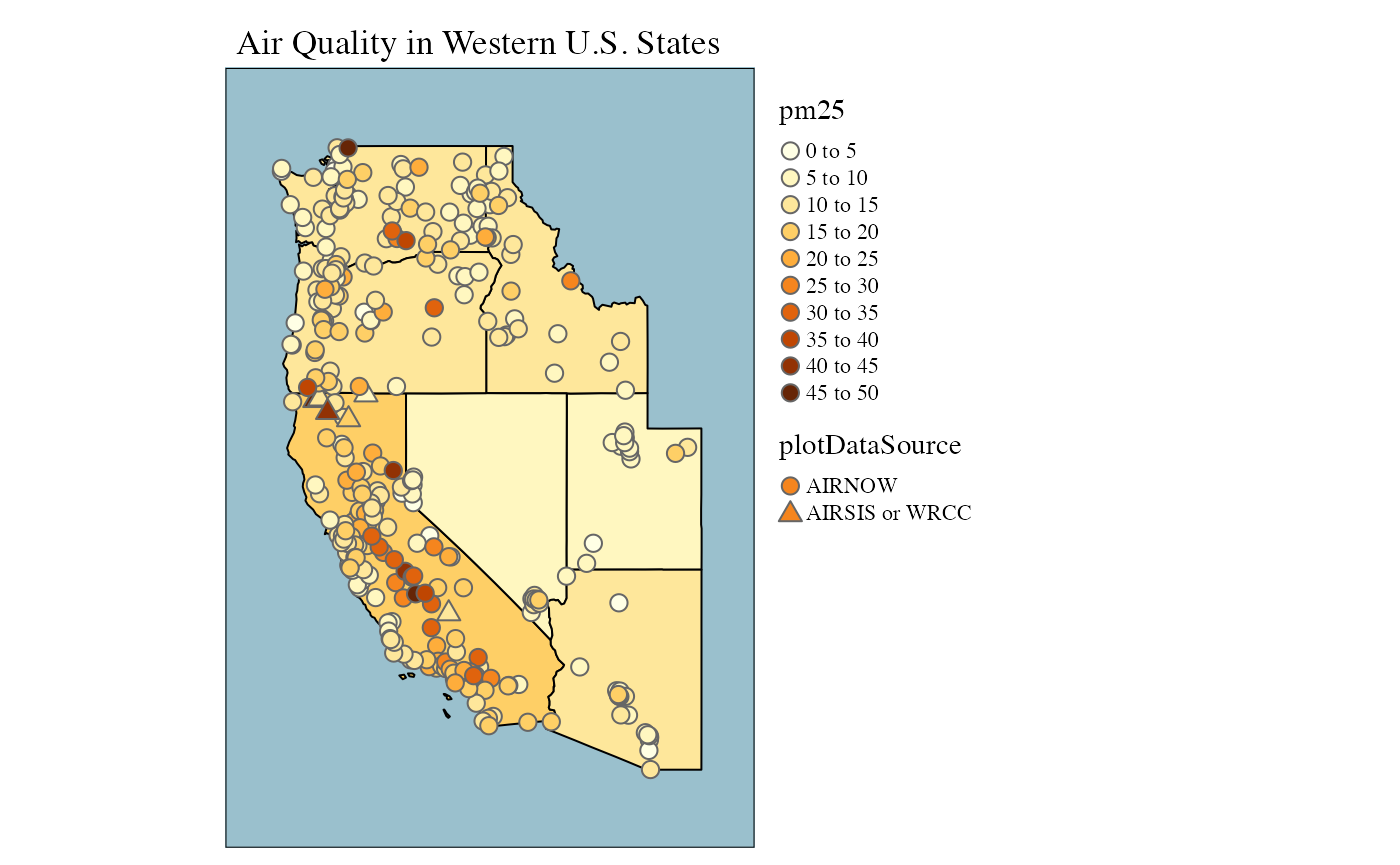 Air Quality in Western U.S. States
pm25
0 to 5
5 to 10
10 to 15
15 to 20
20 to 25
25 to 30
30 to 35
35 to 40
40 to 45
45 to 50
plotDataSource
AIRNOW
AIRSIS or WRCC